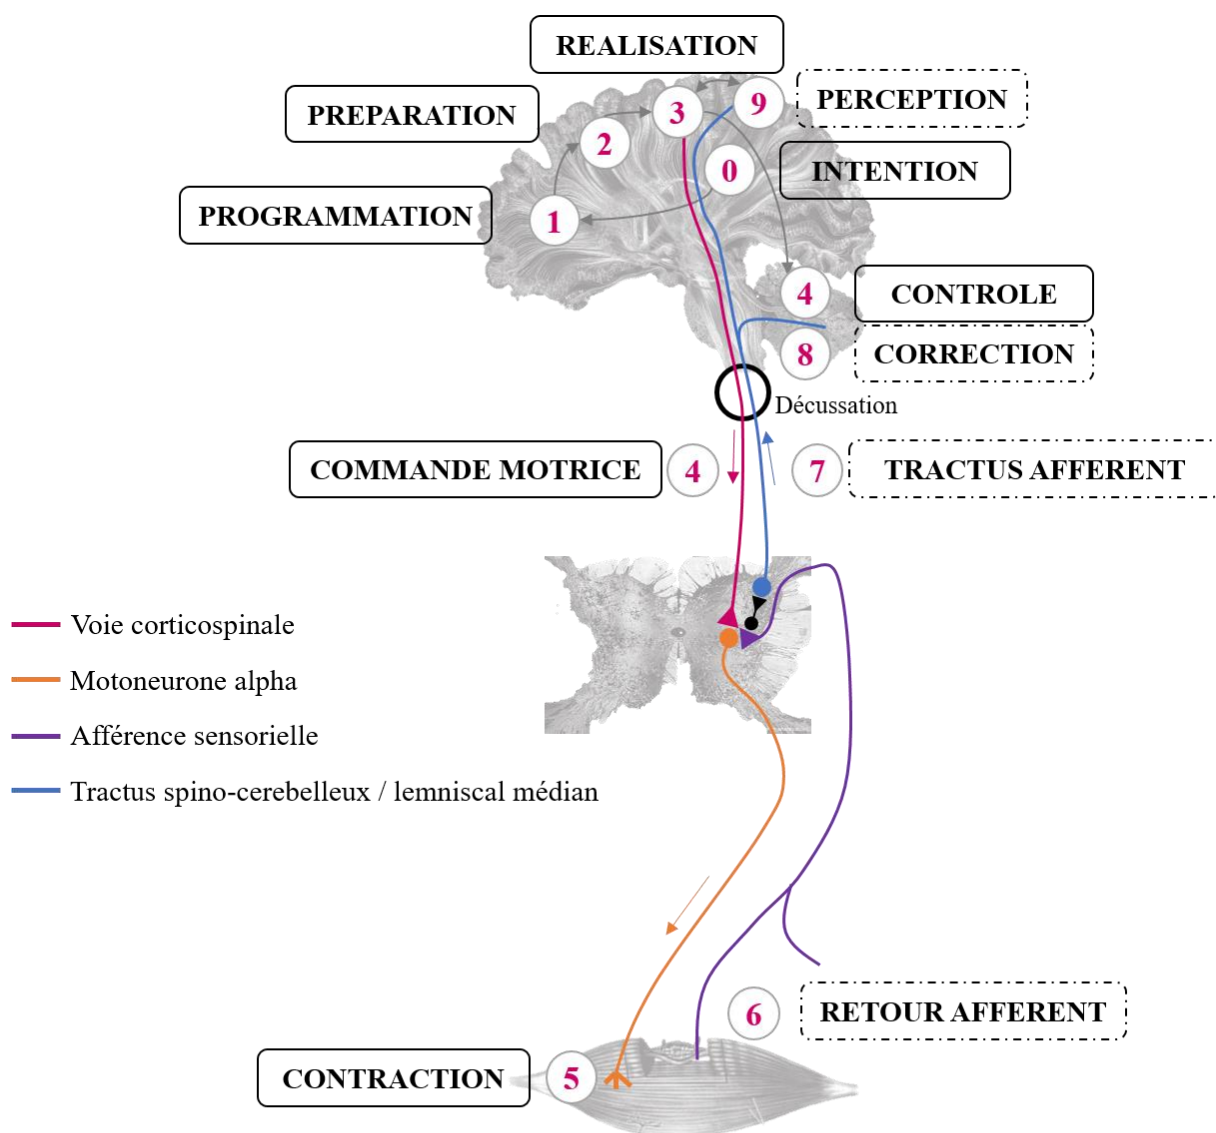 REALISATION
PREPARATION
3
9
PERCEPTION
2
0
INTENTION
PROGRAMMATION
1
4
CONTROLE
8
CORRECTION
Décussation
COMMANDE MOTRICE
4
7
TRACTUS AFFERENT
Voie corticospinale
Motoneurone alpha
Afférence sensorielle
Tractus spino-cerebelleux / lemniscal médian
6
RETOUR AFFERENT
CONTRACTION
5